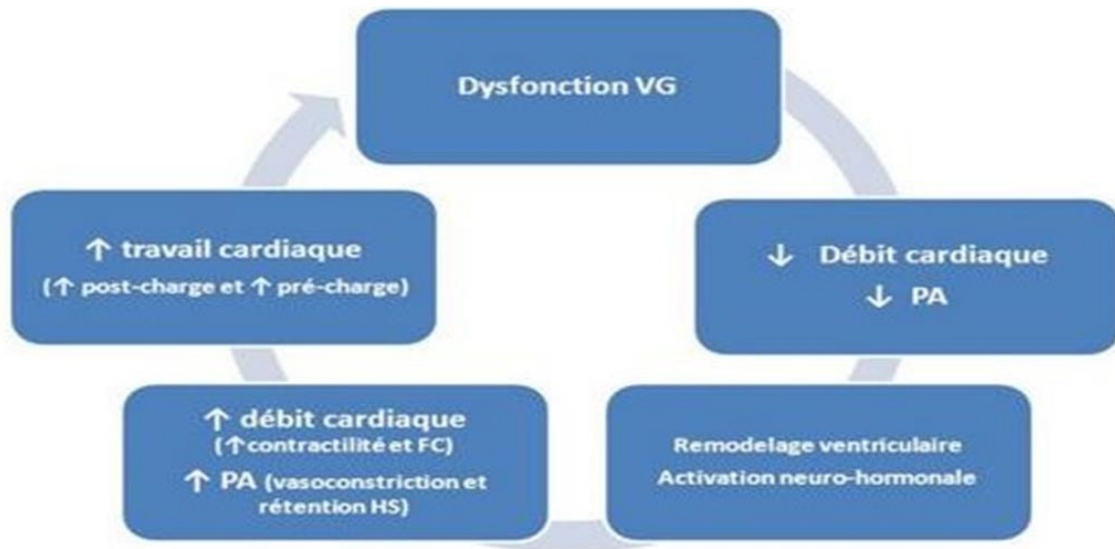 Dysfonction VG
↓ Débit cardiaque
↓ PA
Remodelage ventriculaire
Activation neuro-hormonale
↑ débit cardiaque
(↑contractilité et FC)
↑ PA (vasoconstriction et
rétention HS)
↑ travail cardiaque
(↑ post-charge et ↑ pré-charge)